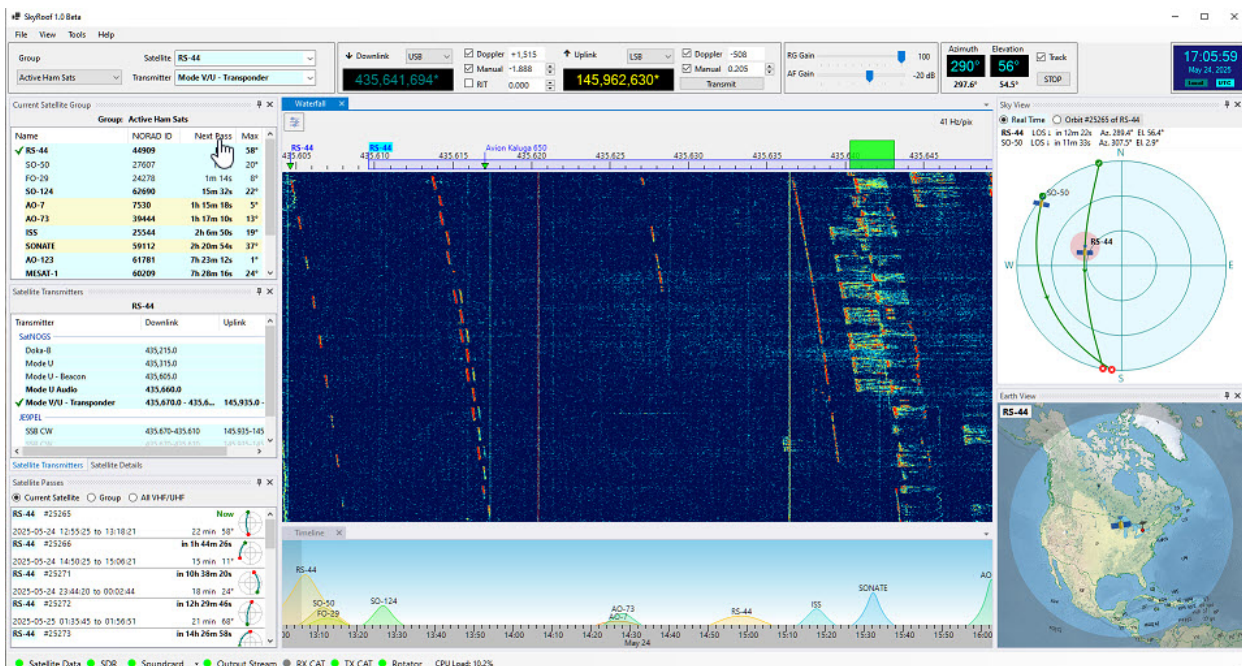 SkyRoof 1.0 Beta
File View Tools Help
Group Satellite RS-44
Active Ham Sats Transmitter Mode V/U - Transponder
Downlink USB Doppler +1,515
Manual -1.888
RIT 0.000
435,641,694*
Uplink LSB Doppler -508
Manual 0.205
Transmit
145,962,630*
RG Gain 100
AF Gain -20 dB
Azimuth Elevation
290° 56° Track
297.6° 54.5° STOP
17:05:59
May 24, 2025
Local UTC
Current Satellite Group
Group: Active Ham Sats
Name NORAD ID Next Pass Max
RS-44 44909 58°
SO-50 27607 20°
FO-29 24278 1m 14s 8°
SO-124 62690 15m 32s 22°
AO-7 7530 1h 15m 18s 5°
AO-73 39444 1h 17m 10s 13°
ISS 25544 2h 6m 50s 19°
SONATE 59112 2h 20m 54s 37°
AO-123 61781 7h 23m 12s 1°
MESAT-1 60209 7h 28m 16s 24°
Satellite Transmitters
RS-44
Transmitter Downlink Uplink
SatNOGS
Doka-B 435,215.0
Mode U 435,315.0
Mode U - Beacon 435,605.0
Mode U Audio 435,660.0
Mode V/U - Transponder 435,670.0 - 435,6... 145,935.0 -
JE9PEL
SSB CW 435.670-435.610 145.935-145
SSB CW 435.670-435.610 145.935-145
Satellite Transmitters Satellite Details
Satellite Passes
Current Satellite Group All VHF/UHF
RS-44 #25265 Now
2025-05-24 12:55:25 to 13:18:21 22 min 58°
RS-44 #25266 in 1h 44m 26s
2025-05-24 14:50:25 to 15:06:21 15 min 11°
RS-44 #25271 in 10h 38m 20s
2025-05-24 23:44:20 to 00:02:44 18 min 24°
RS-44 #25272 in 12h 29m 46s
2025-05-25 01:35:45 to 01:56:51 21 min 68°
RS-44 #25273 in 14h 26m 58s
Waterfall
41 Hz/pix
RS-44 RS-44 Avion Kaluga 650
435.605 435.610 435.615 435.620 435.625 435.630 435.635 435.645
Timeline
RS-44
SO-50
FO-29
SO-124
AO-73
AO-7
RS-44
ISS
SONATE
AO
00 13:10 13:20 13:30 13:40 13:50 14:00 14:10 14:20 14:30 14:40 14:50 15:00 15:10 15:20 15:30 15:40 15:50 16:00
May 24
Sky View
Real Time Orbit #25265 of RS-44
RS-44 LOS↓ in 12m 22s Az. 289.4° El. 56.4°
SO-50 LOS↓ in 11m 33s Az. 307.5° El. 2.9°
N
SO-50
RS-44
W E
S
Earth View
RS-44
Satellite Data SDR Soundcard Output Stream RX CAT TX CAT Rotator CPU Load: 10.2%